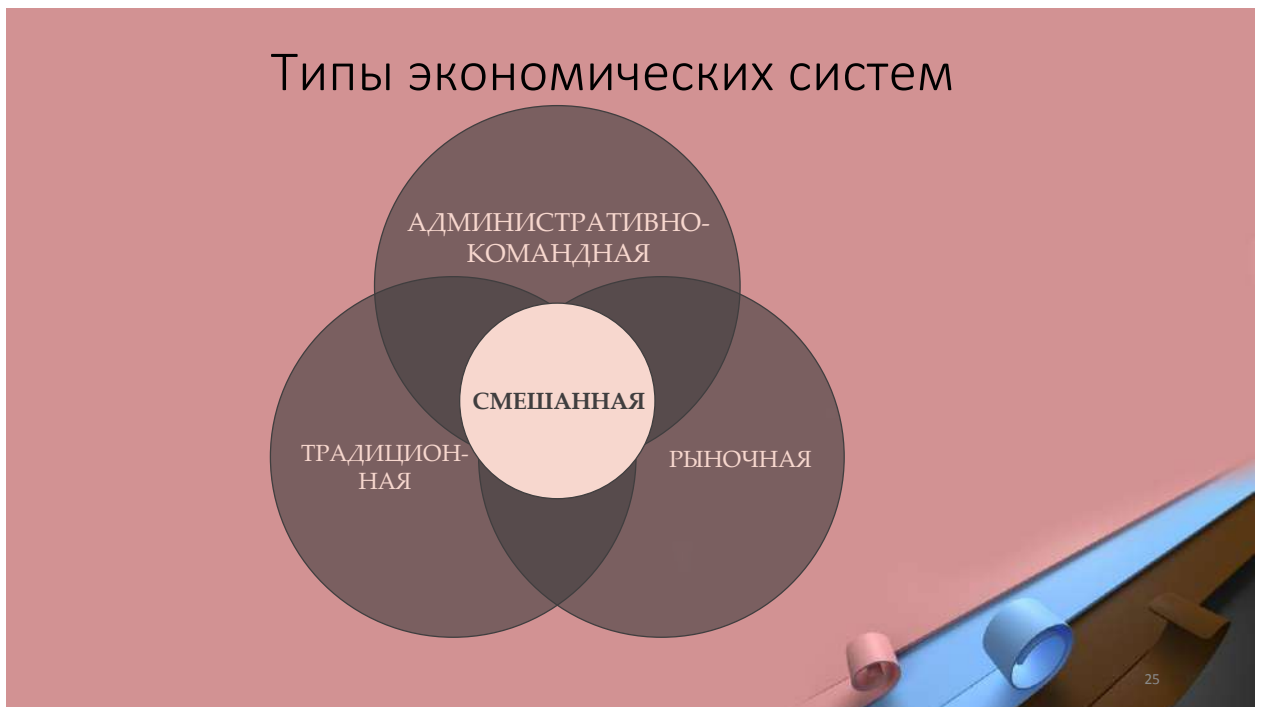 Типы экономических систем
АДМИНИСТРАТИВНО-
КОМАНДНАЯ
СМЕШАННАЯ
ТРАДИЦИОН-
НАЯ
РЫНОЧНАЯ
25